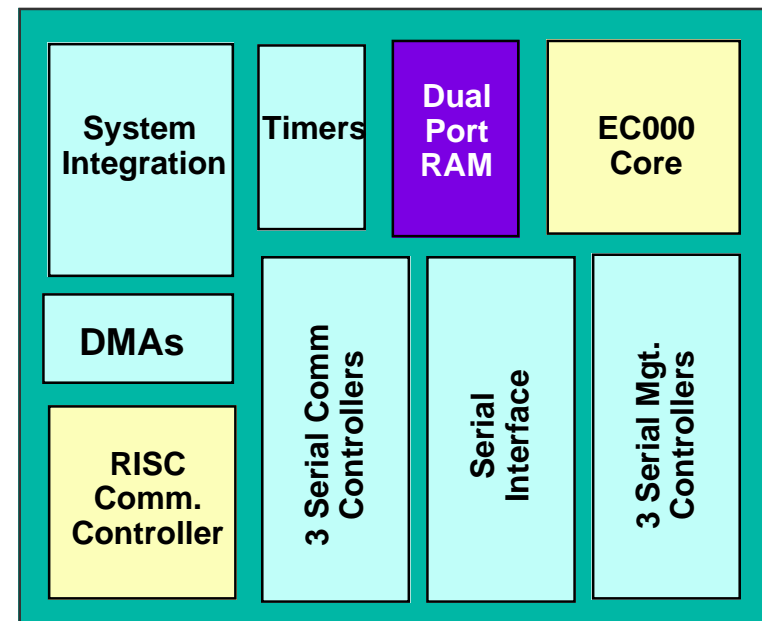 System
Integration
Timers
Dual
Port
RAM
EC000
Core
DMAs
RISC
Comm.
Controller
3 Serial Comm
Controllers
Serial
Interface
3 Serial Mgt.
Controllers